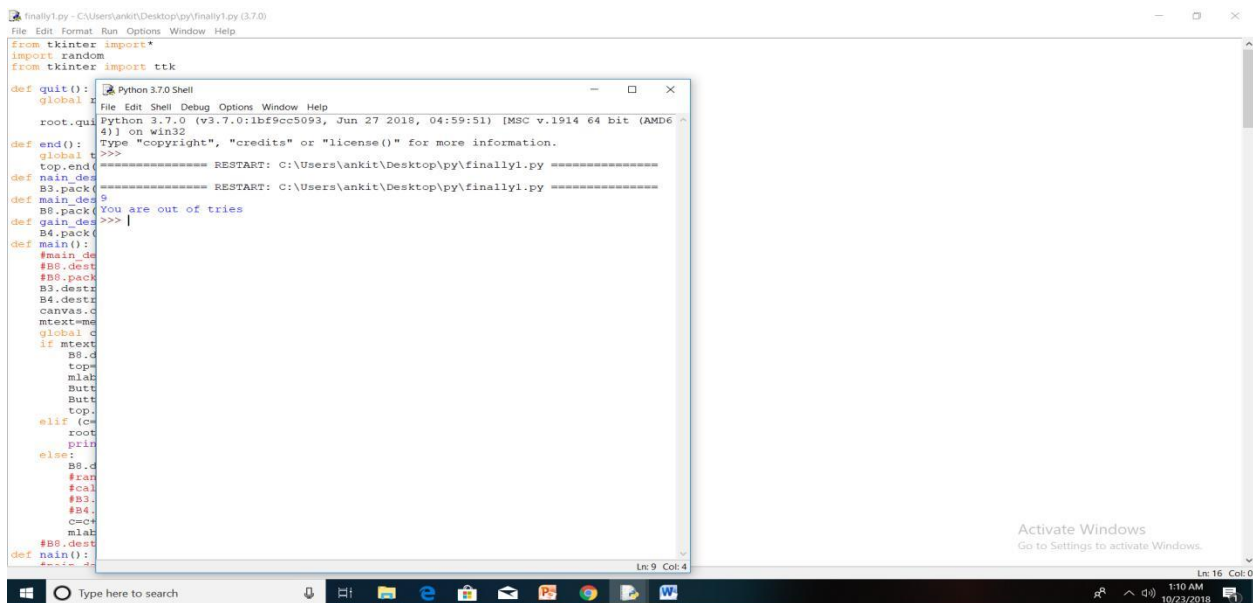 finally1.py - C:\Users\ankit\Desktop\py\finally1.py (3.7.0)
File Edit Format Run Options Window Help
from tkinter import*
import random
from tkinter import ttk
def quit():
global r
root.qui
def end():
global t
top.end(
def nain_des
B3.pack(
def main_des
B8.pack(
def gain_des
B4.pack(
def main():
#main_de
#B8.dest
#B8.pack
B3.destr
B4.destr
canvas.c
mtext=me
global c
if mtext
B8.d
top=
mlab
Butt
Butt
top.
elif (c=
root
prin
else:
B8.d
#ran
#cal
#B3.
#B4.
c=c+
mlab
#B8.dest
def nain():
Python 3.7.0 Shell
File Edit Shell Debug Options Window Help
Python 3.7.0 (v3.7.0:1bf9cc5093, Jun 27 2018, 04:59:51) [MSC v.1914 64 bit (AMD6
4)] on win32
Type "copyright", "credits" or "license()" for more information.
>>>
=============== RESTART: C:\Users\ankit\Desktop\py\finally1.py ===============
=============== RESTART: C:\Users\ankit\Desktop\py\finally1.py ===============
9
You are out of tries
>>>
Ln: 9 Col: 4
Activate Windows
Go to Settings to activate Windows.
Ln: 16 Col: 0
Type here to search
1:10 AM
10/23/2018